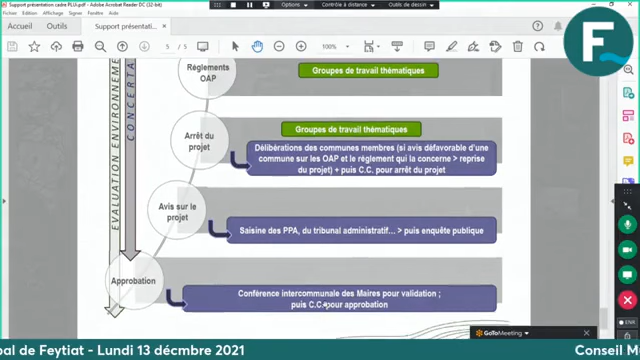 Support présentation cadre PLUi.pdf - Adobe Acrobat Reader DC (32-bit)
Fichier Edition Affichage Signer Fenêtre Aide
Options
Contrôle à distance
Outils de dessin
Accueil Outils Support présentati... ×
5 / 5 100%
Règlements
OAP
Groupes de travail thématiques
Arrêt du
projet
Groupes de travail thématiques
Délibérations des communes membres (si avis défavorable d'une
commune sur les OAP et le règlement qui la concerne > reprise
du projet) + puis C.C. pour arrêt du projet
Avis sur le
projet
Saisine des PPA, du tribunal administratif... > puis enquête publique
Approbation
Conférence intercommunale des Maires pour validation ;
puis C.C. pour approbation
EVALUATION ENVIRONNEME
CONCERTA
GoToMeeting
pal de Feytiat - Lundi 13 décmbre 2021
Conseil M